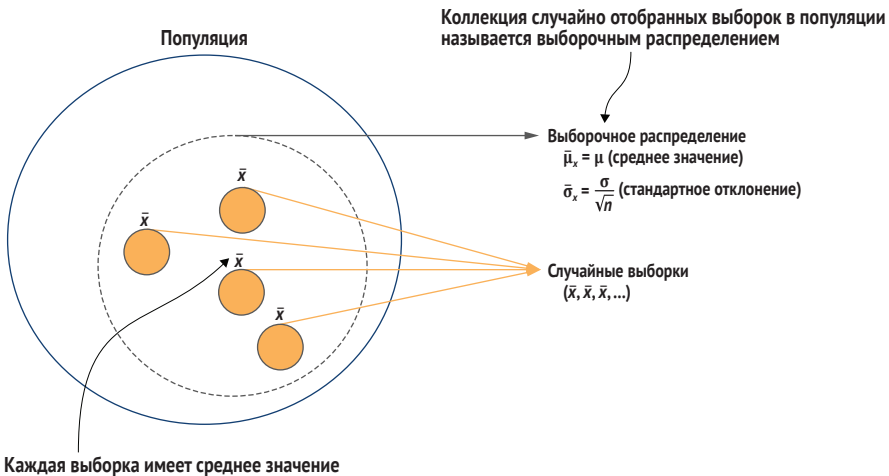 Коллекция случайно отобранных выборок в популяции
называется выборочным распределением
Популяция
Выборочное распределение
μ̄ₓ = μ (среднее значение)
σ̄ₓ = σ/√n (стандартное отклонение)
x̄
x̄
x̄
x̄
Случайные выборки
(x̄, x̄, x̄, ...)
Каждая выборка имеет среднее значение